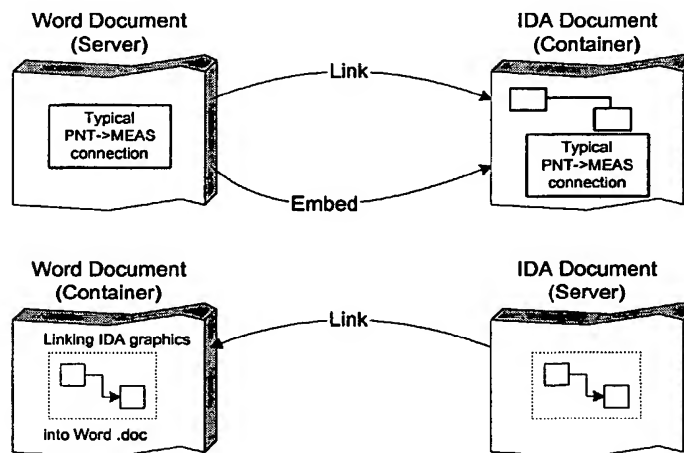 Word Document
(Server)
IDA Document
(Container)
Link
Typical
PNT->MEAS
connection
Typical
PNT->MEAS
connection
Embed
Word Document
(Container)
IDA Document
(Server)
Link
Linking IDA graphics
into Word .doc